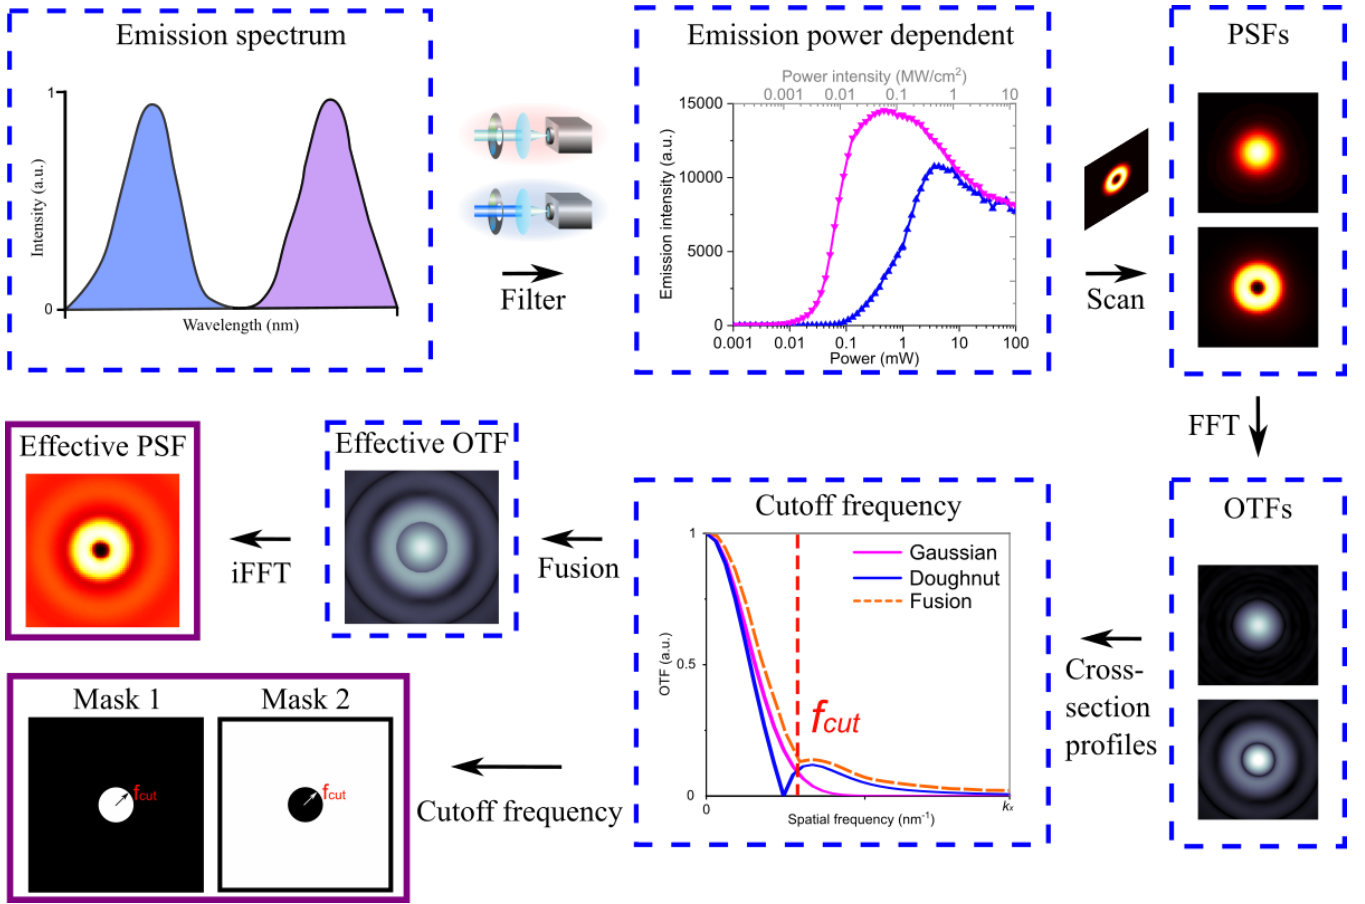 Emission spectrum
1
Intensity (a.u.)
0
Wavelength (nm)
Filter
Emission power dependent
Power intensity (MW/cm²)
0.001 0.01 0.1 1 10
15000
10000
5000
0
Emission intensity (a.u.)
0.001 0.01 0.1 1 10 100
Power (mW)
Scan
PSFs
FFT
OTFs
Cross-
section
profiles
Cutoff frequency
1
0.5
0
OTF (a.u.)
Gaussian
Doughnut
Fusion
fcut
0
kx
Spatial frequency (nm⁻¹)
Fusion
Effective OTF
iFFT
Effective PSF
Cutoff frequency
Mask 1
fcut
Mask 2
fcut